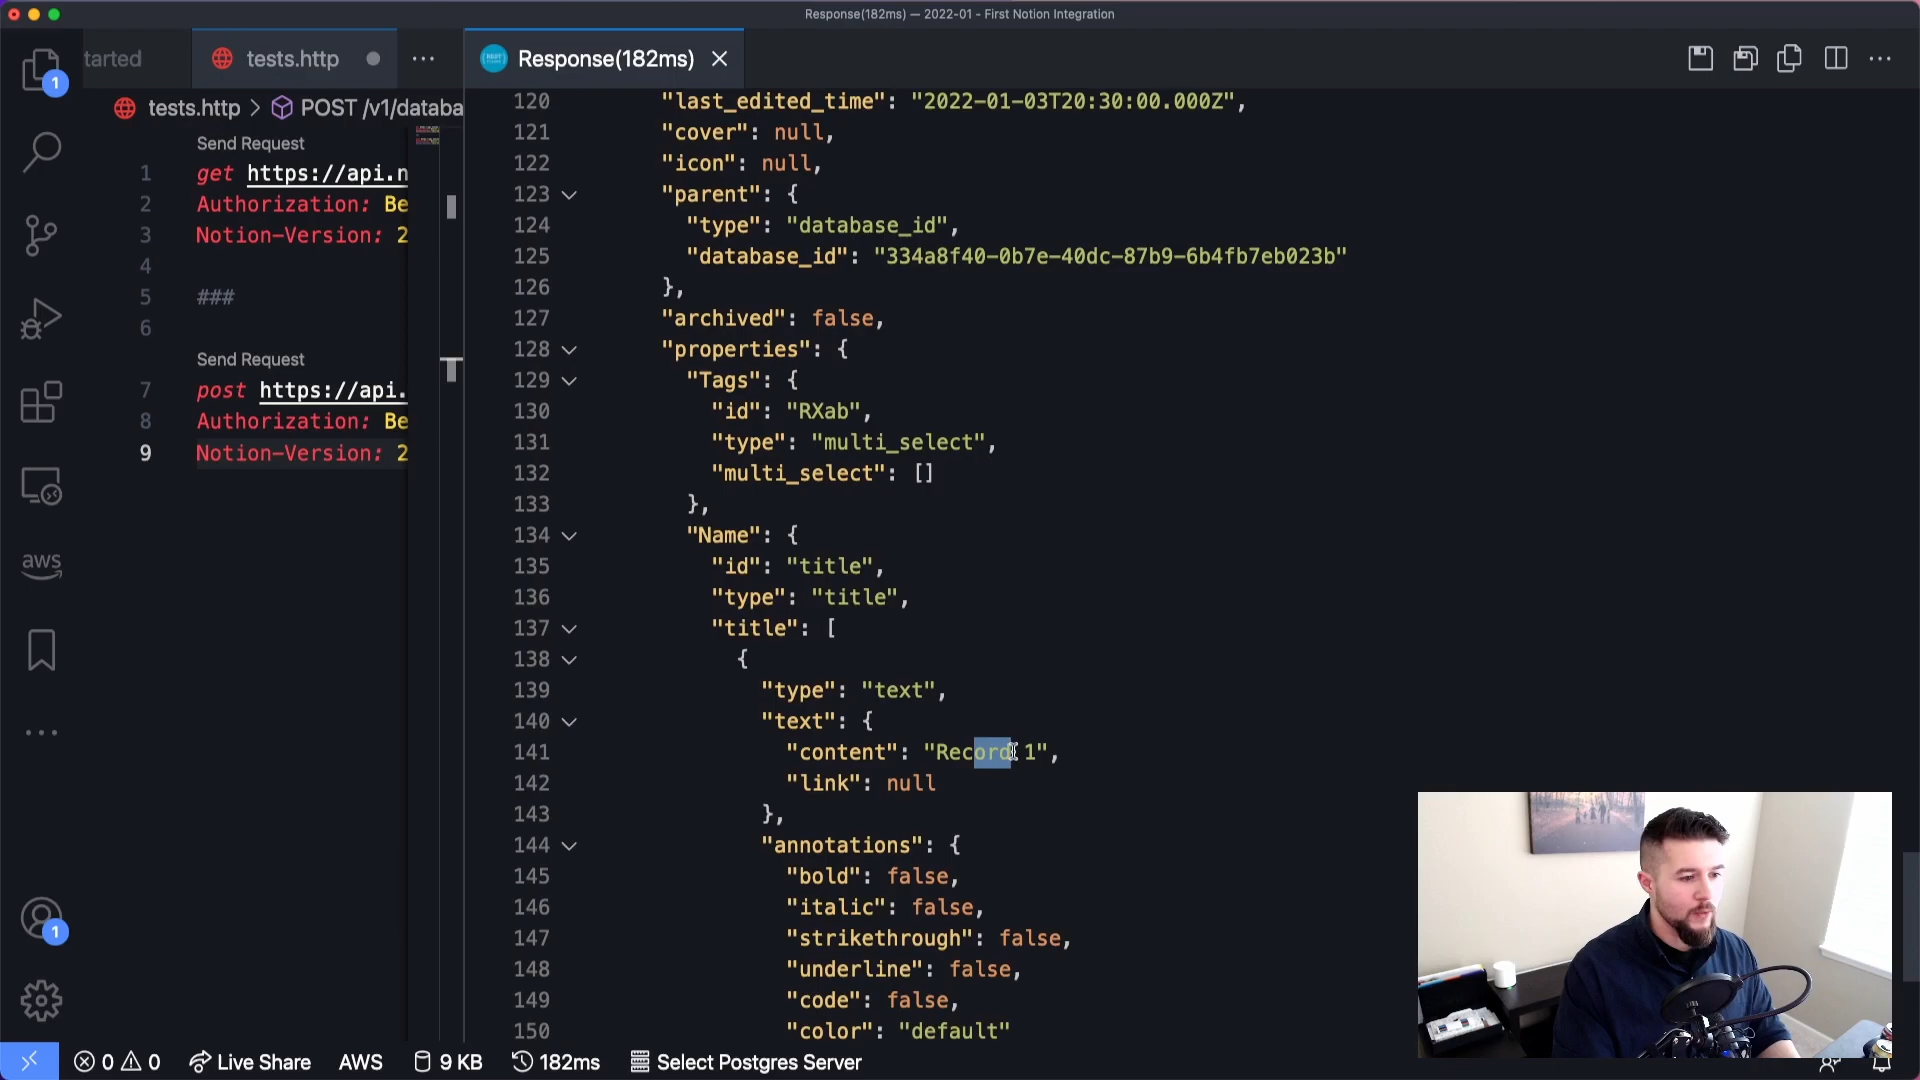 Response(182ms) — 2022-01 - First Notion Integration
tarted
tests.http
Response(182ms)
tests.http > POST /v1/databa
Send Request
1 get https://api.n
2 Authorization: Be
3 Notion-Version: 2
4
5 ###
6
Send Request
7 post https://api.
8 Authorization: Be
9 Notion-Version: 2
120 "last_edited_time": "2022-01-03T20:30:00.000Z",
121 "cover": null,
122 "icon": null,
123 "parent": {
124 "type": "database_id",
125 "database_id": "334a8f40-0b7e-40dc-87b9-6b4fb7eb023b"
126 },
127 "archived": false,
128 "properties": {
129 "Tags": {
130 "id": "RXab",
131 "type": "multi_select",
132 "multi_select": []
133 },
134 "Name": {
135 "id": "title",
136 "type": "title",
137 "title": [
138 {
139 "type": "text",
140 "text": {
141 "content": "Record 1",
142 "link": null
143 },
144 "annotations": {
145 "bold": false,
146 "italic": false,
147 "strikethrough": false,
148 "underline": false,
149 "code": false,
150 "color": "default"
1
aws
1
0 0 Live Share AWS 9 KB 182ms Select Postgres Server